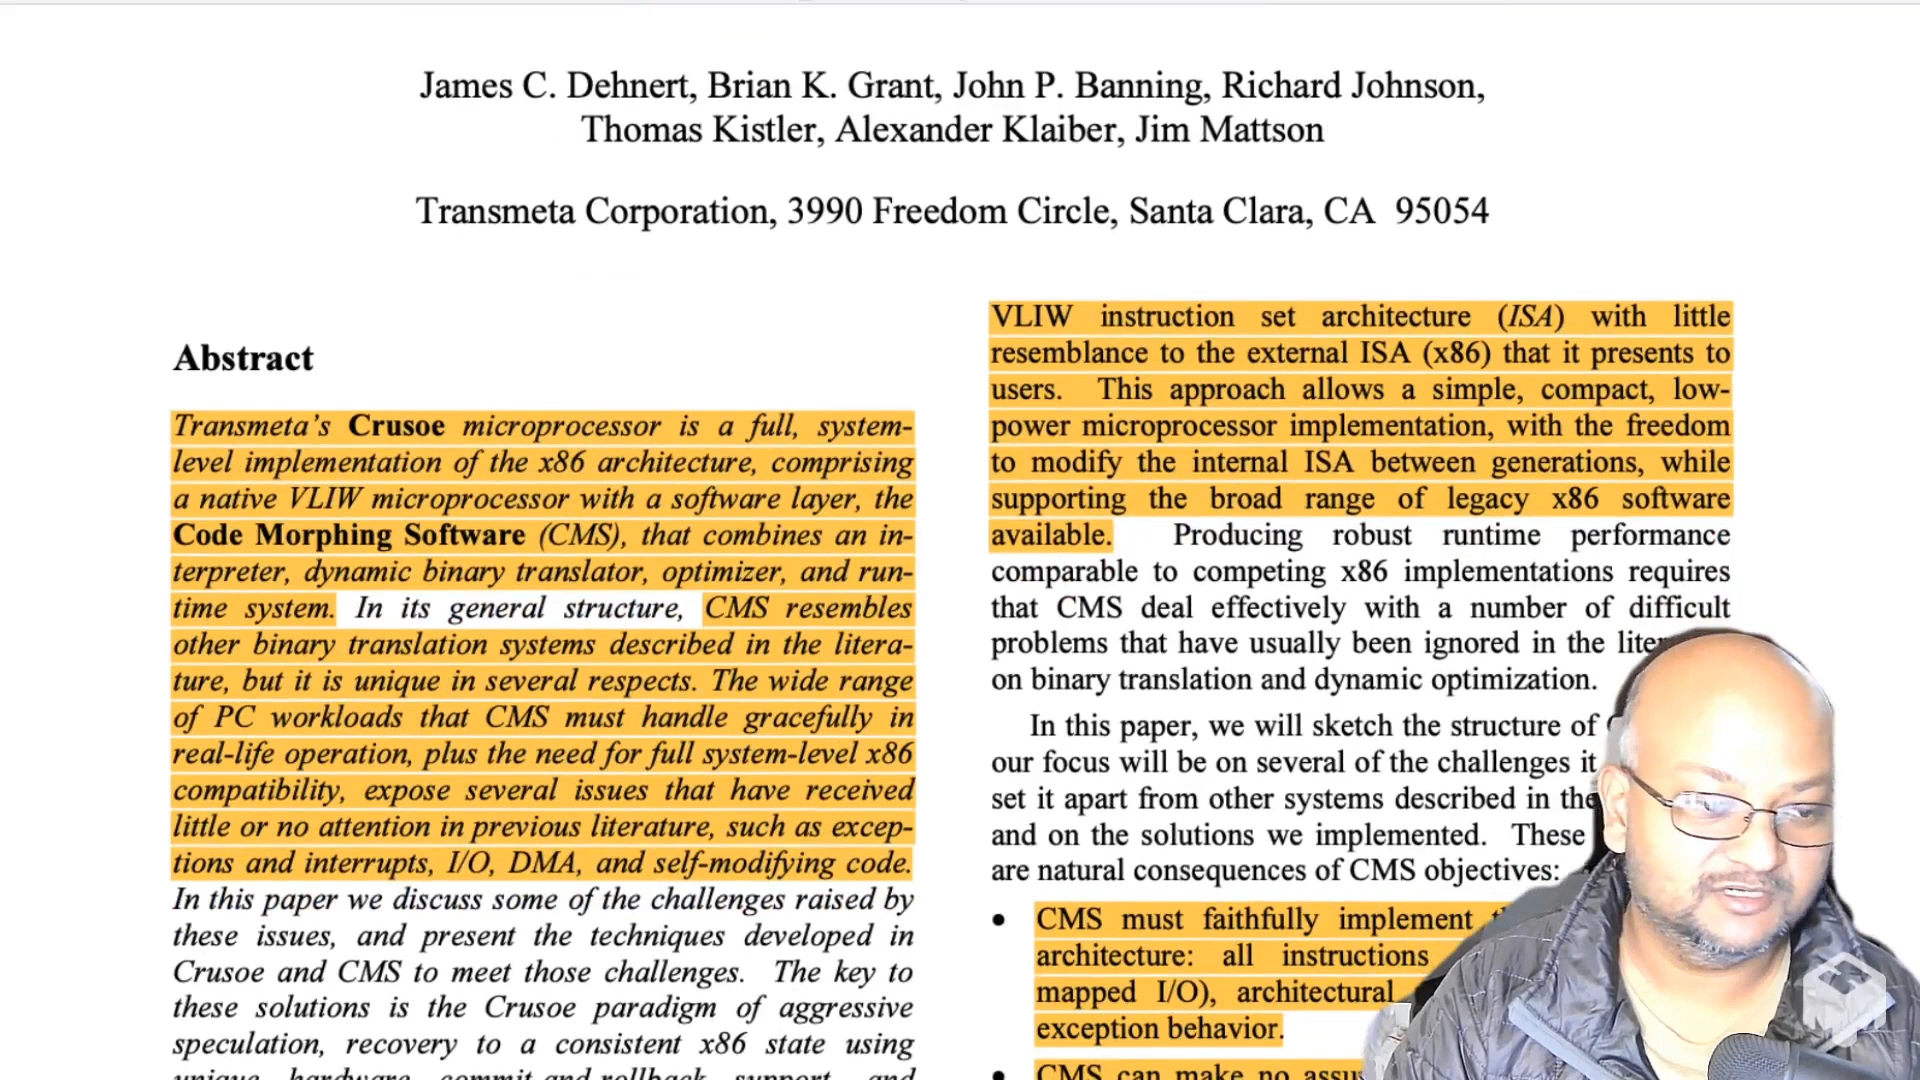 James C. Dehnert, Brian K. Grant, John P. Banning, Richard Johnson,
Thomas Kistler, Alexander Klaiber, Jim Mattson
Transmeta Corporation, 3990 Freedom Circle, Santa Clara, CA 95054
Abstract
Transmeta's Crusoe microprocessor is a full, system-
level implementation of the x86 architecture, comprising
a native VLIW microprocessor with a software layer, the
Code Morphing Software (CMS), that combines an in-
terpreter, dynamic binary translator, optimizer, and run-
time system. In its general structure, CMS resembles
other binary translation systems described in the litera-
ture, but it is unique in several respects. The wide range
of PC workloads that CMS must handle gracefully in
real-life operation, plus the need for full system-level x86
compatibility, expose several issues that have received
little or no attention in previous literature, such as excep-
tions and interrupts, I/O, DMA, and self-modifying code.
In this paper we discuss some of the challenges raised by
these issues, and present the techniques developed in
Crusoe and CMS to meet those challenges. The key to
these solutions is the Crusoe paradigm of aggressive
speculation, recovery to a consistent x86 state using
unique hardware commit-and-rollback support, and
VLIW instruction set architecture (ISA) with little
resemblance to the external ISA (x86) that it presents to
users. This approach allows a simple, compact, low-
power microprocessor implementation, with the freedom
to modify the internal ISA between generations, while
supporting the broad range of legacy x86 software
available. Producing robust runtime performance
comparable to competing x86 implementations requires
that CMS deal effectively with a number of difficult
problems that have usually been ignored in the
on binary translation and dynamic optimization.
In this paper, we will sketch the structure of
our focus will be on several of the challenges it
set it apart from other systems described in the
and on the solutions we implemented. These
are natural consequences of CMS objectives:
• CMS must faithfully implement
architecture: all instructions
mapped I/O), architectural
exception behavior.
• CMS can make no